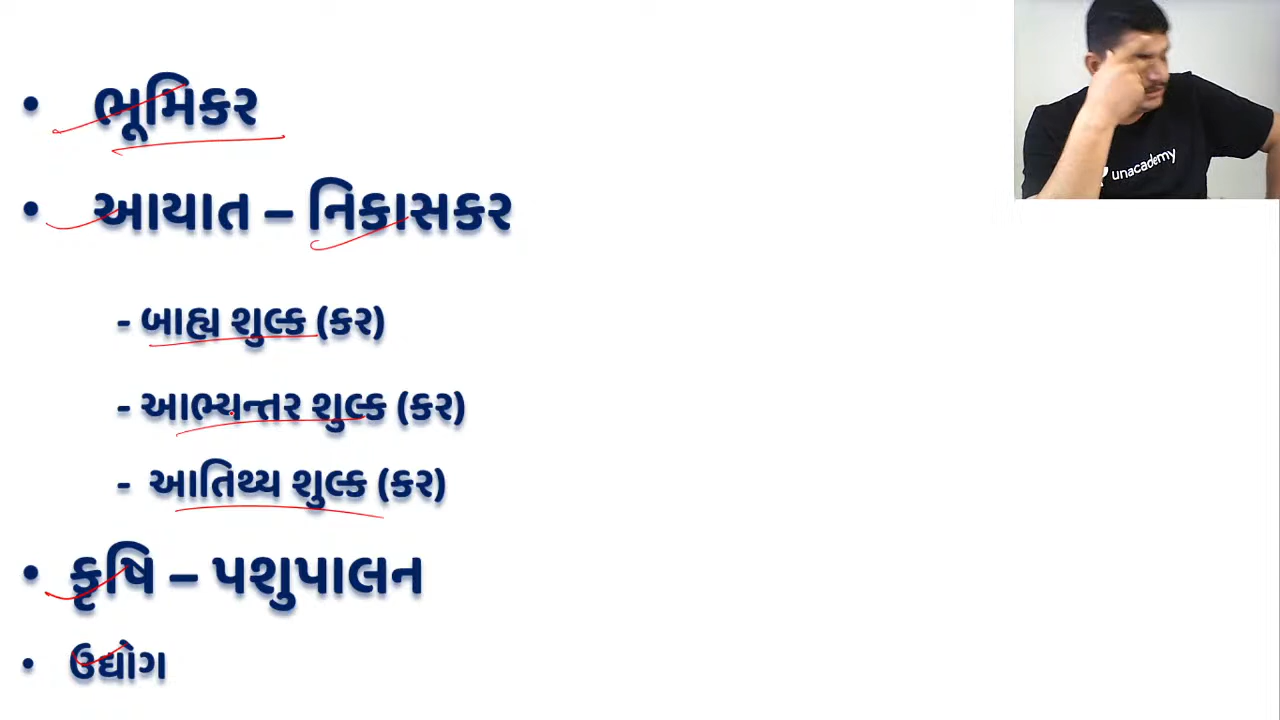 • ભૂમિકર
• આયાત – નિકાસકર
- બાહ્ય શુલ્ક (કર)
- આભ્યન્તર શુલ્ક (કર)
- આતિથ્ય શુલ્ક (કર)
• કૃષિ – પશુપાલન
• ઉદ્યોગ
unacademy